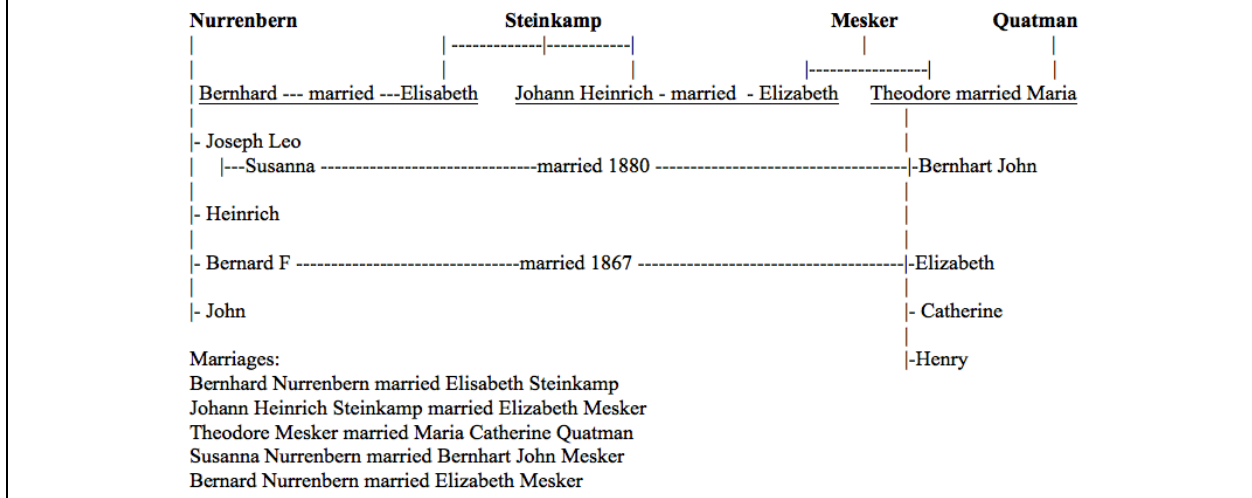 Nurrenbern Steinkamp Mesker Quatman
Bernhard --- married ---Elisabeth Johann Heinrich - married - Elizabeth Theodore married Maria
|- Joseph Leo
|---Susanna -------------------------------married 1880 ------------------------------------|-Bernhart John
|- Heinrich
|- Bernard F --------------------------------married 1867 --------------------------------------|-Elizabeth
|- John |- Catherine
Marriages: |-Henry
Bernhard Nurrenbern married Elisabeth Steinkamp
Johann Heinrich Steinkamp married Elizabeth Mesker
Theodore Mesker married Maria Catherine Quatman
Susanna Nurrenbern married Bernhart John Mesker
Bernard Nurrenbern married Elizabeth Mesker